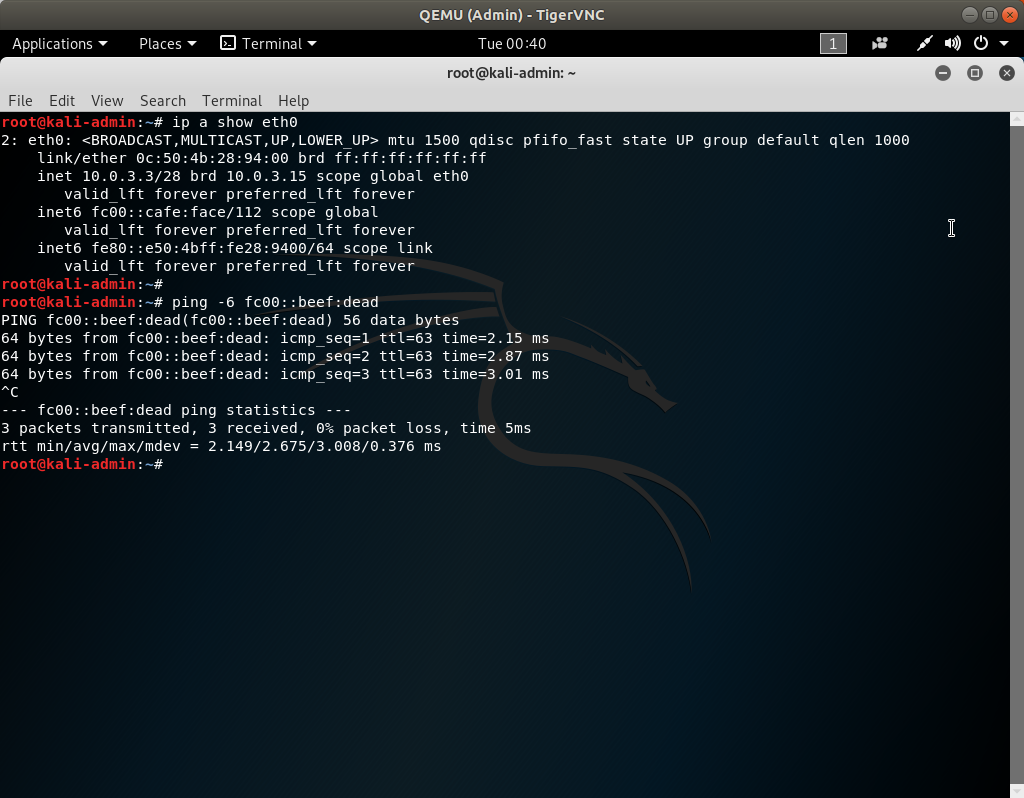 QEMU (Admin) - TigerVNC
Applications Places Terminal Tue 00:40 1
root@kali-admin: ~
File Edit View Search Terminal Help
root@kali-admin:~# ip a show eth0
2: eth0: <BROADCAST,MULTICAST,UP,LOWER_UP> mtu 1500 qdisc pfifo_fast state UP group default qlen 1000
    link/ether 0c:50:4b:28:94:00 brd ff:ff:ff:ff:ff:ff
    inet 10.0.3.3/28 brd 10.0.3.15 scope global eth0
       valid_lft forever preferred_lft forever
    inet6 fc00::cafe:face/112 scope global
       valid_lft forever preferred_lft forever
    inet6 fe80::e50:4bff:fe28:9400/64 scope link
       valid_lft forever preferred_lft forever
root@kali-admin:~#
root@kali-admin:~# ping -6 fc00::beef:dead
PING fc00::beef:dead(fc00::beef:dead) 56 data bytes
64 bytes from fc00::beef:dead: icmp_seq=1 ttl=63 time=2.15 ms
64 bytes from fc00::beef:dead: icmp_seq=2 ttl=63 time=2.87 ms
64 bytes from fc00::beef:dead: icmp_seq=3 ttl=63 time=3.01 ms
^C
--- fc00::beef:dead ping statistics ---
3 packets transmitted, 3 received, 0% packet loss, time 5ms
rtt min/avg/max/mdev = 2.149/2.675/3.008/0.376 ms
root@kali-admin:~#